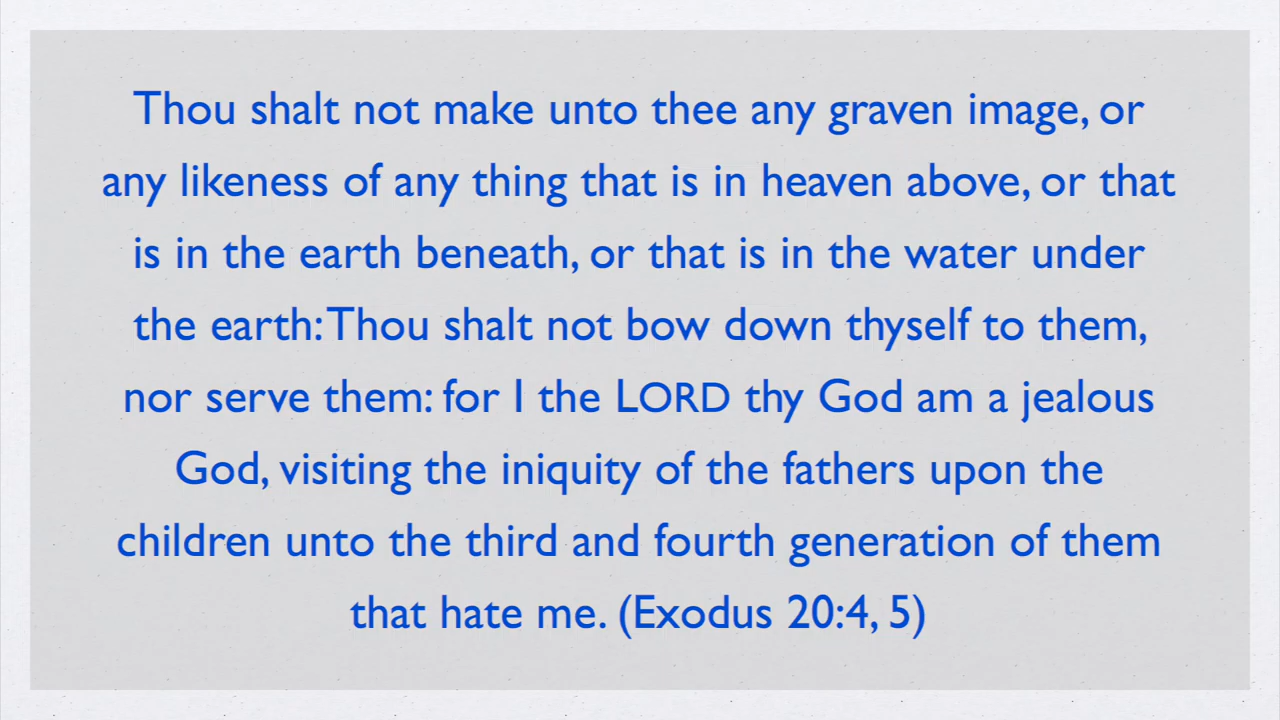 Thou shalt not make unto thee any graven image, or
any likeness of any thing that is in heaven above, or that
is in the earth beneath, or that is in the water under
the earth: Thou shalt not bow down thyself to them,
nor serve them: for I the LORD thy God am a jealous
God, visiting the iniquity of the fathers upon the
children unto the third and fourth generation of them
that hate me. (Exodus 20:4, 5)